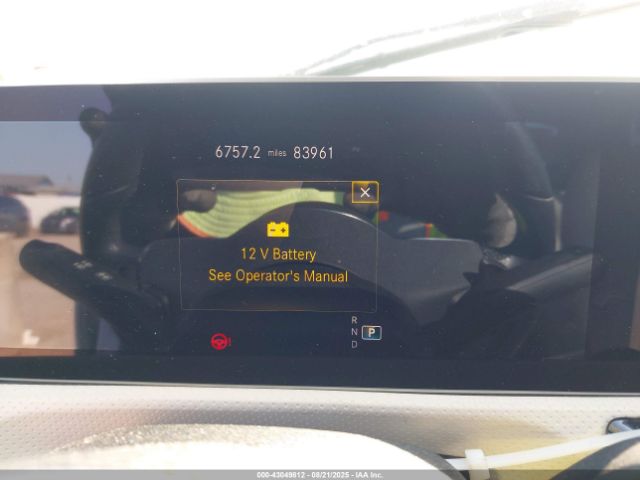 6757.2 miles 83961
12 V Battery
See Operator's Manual
R
N P
D
000-43049812 - 08/21/2025 - IAA Inc.